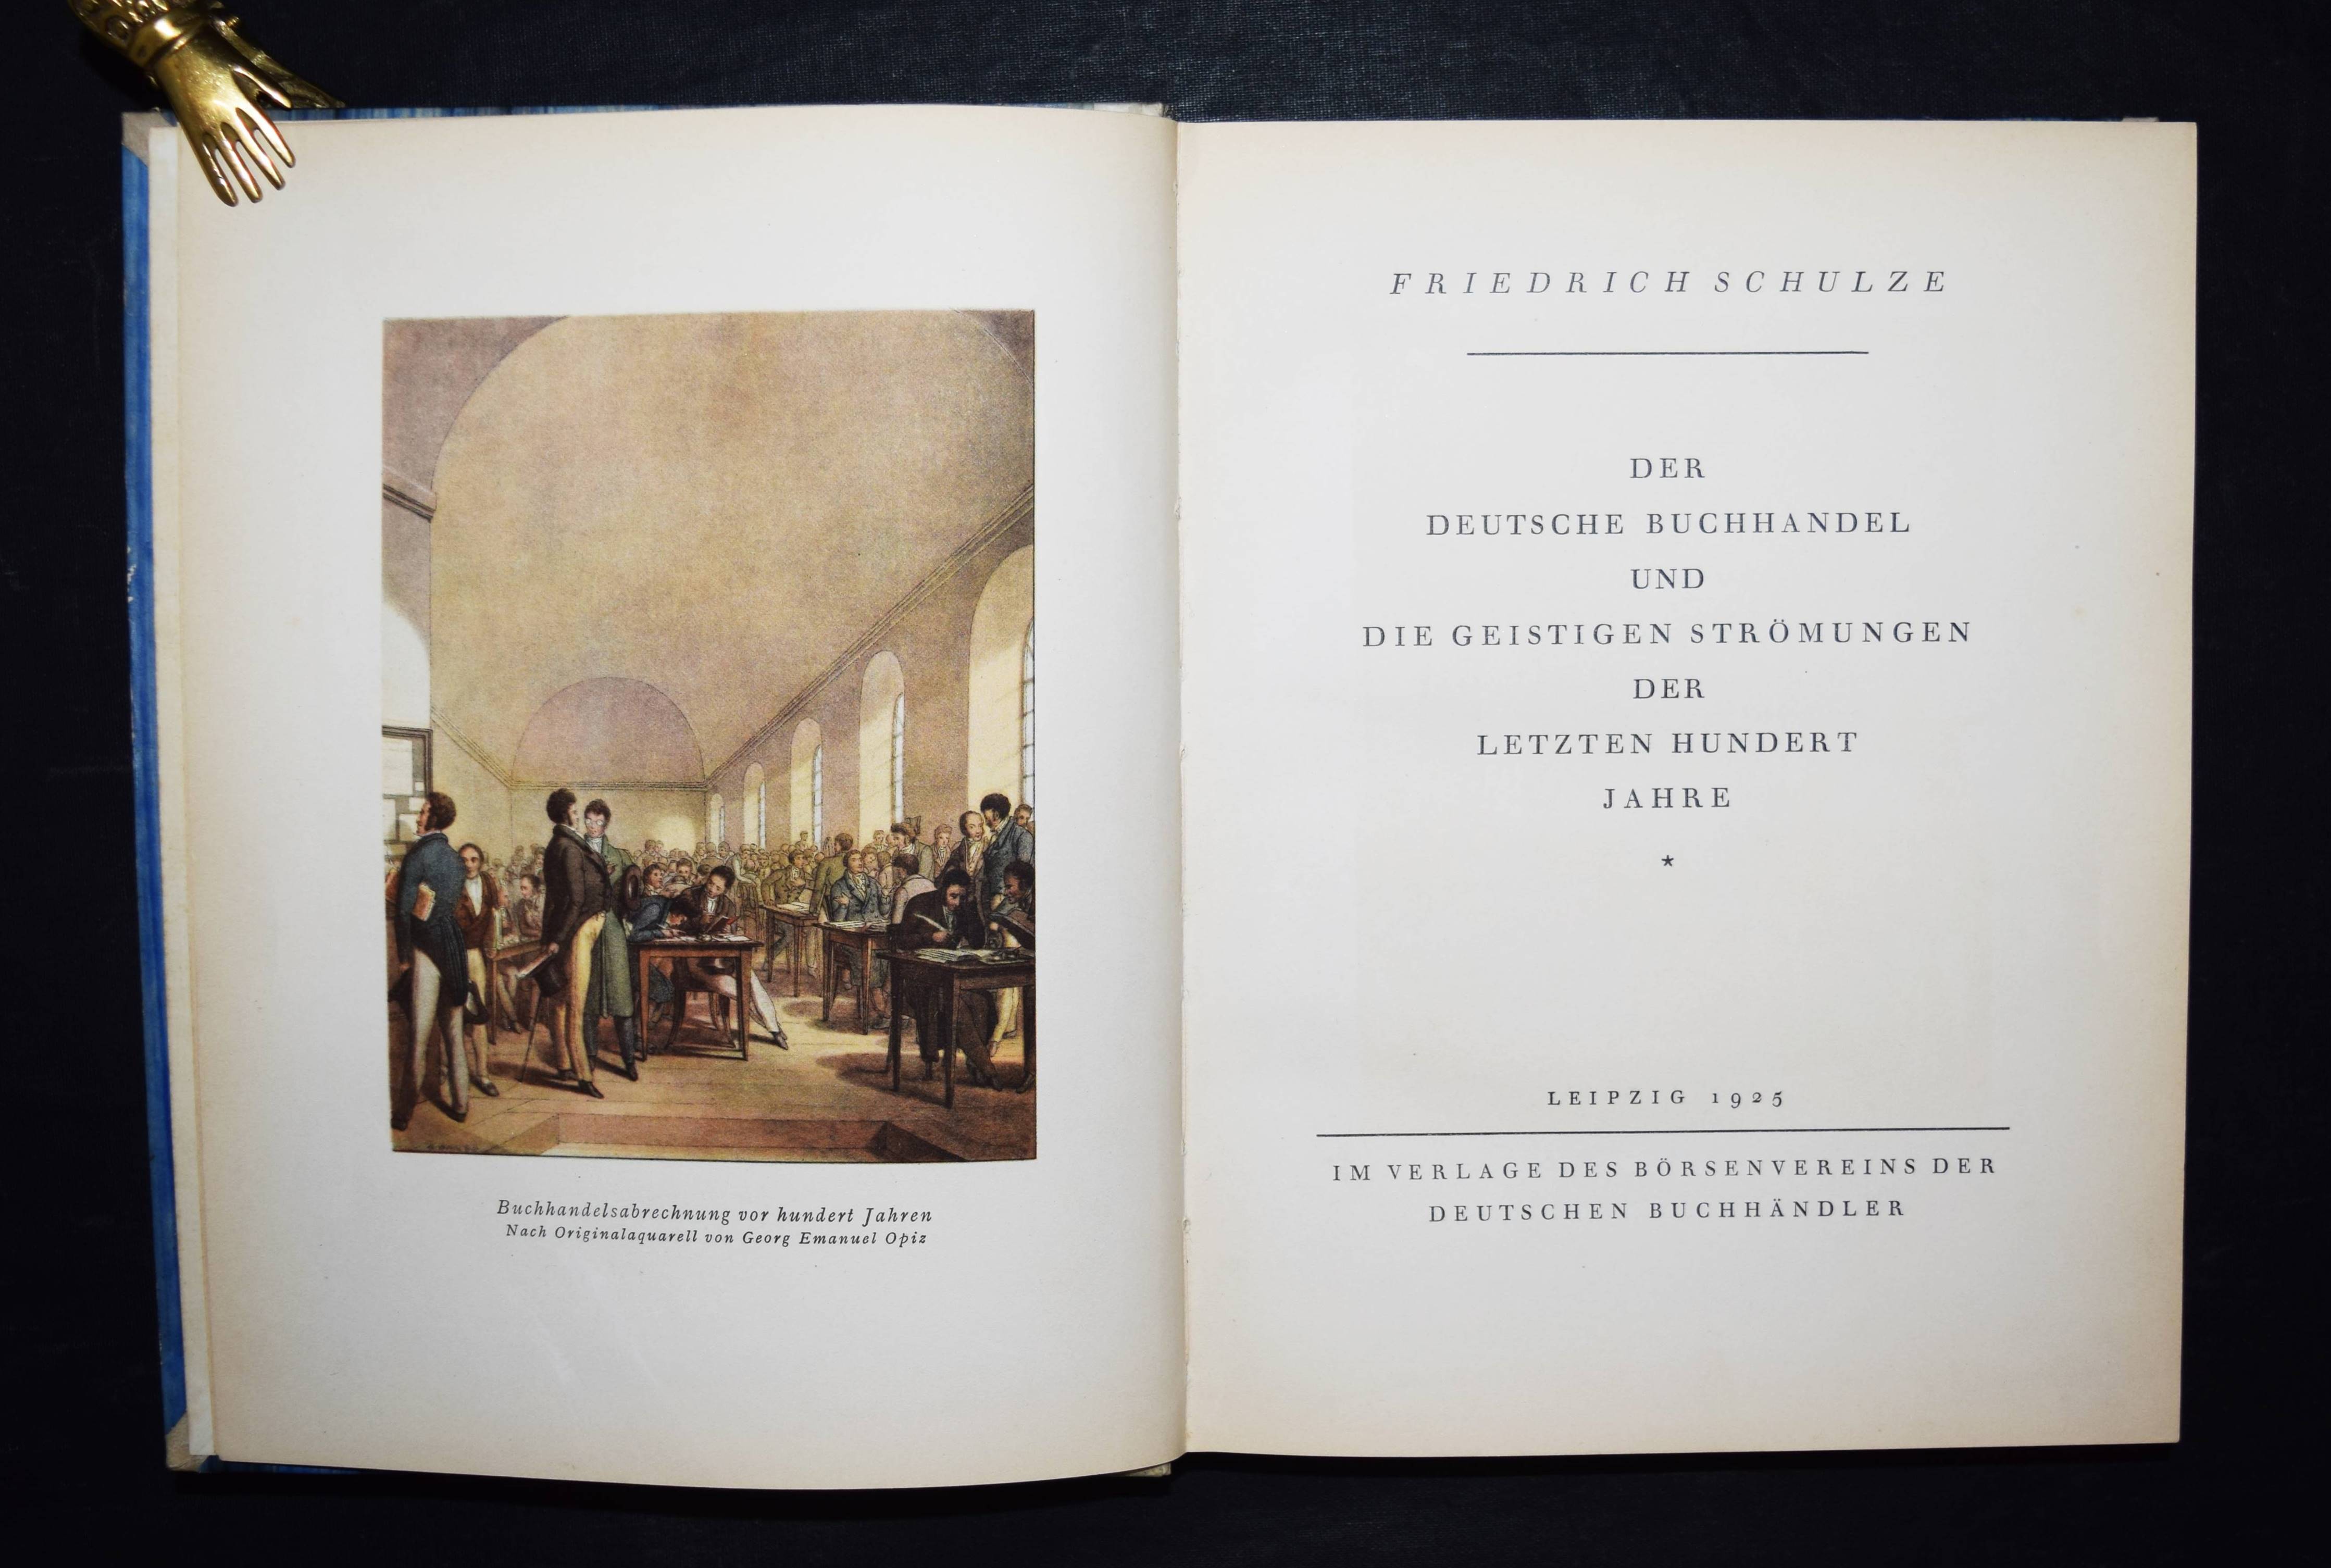 Buchhandelsabrechnung vor hundert Jahren
Nach Originalaquarell von Georg Emanuel Opiz
FRIEDRICH SCHULZE
DER
DEUTSCHE BUCHHANDEL
UND
DIE GEISTIGEN STRÖMUNGEN
DER
LETZTEN HUNDERT
JAHRE
*
LEIPZIG 1925
IM VERLAGE DES BÖRSENVEREINS DER
DEUTSCHEN BUCHHÄNDLER